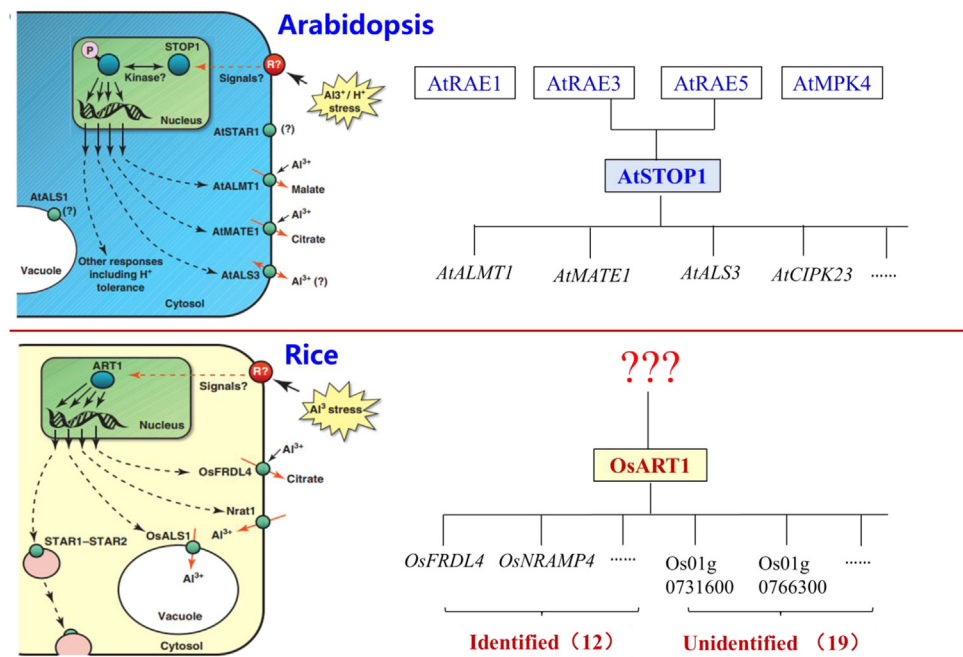 Arabidopsis
P
STOP1
Kinase?
Signals?
R?
Al3+/ H+
stress
Nucleus
AtSTAR1
(?)
Al3+
AtALMT1
Malate
AtALS1
(?)
Al3+
AtMATE1
Citrate
Vacuole
Other responses
including H+
tolerance
AtALS3
Al3+ (?)
Cytosol
AtRAE1
AtRAE3
AtRAE5
AtMPK4
AtSTOP1
AtALMT1
AtMATE1
AtALS3
AtCIPK23
······
Rice
ART1
Signals?
R?
Al3 stress
Nucleus
Al3+
OsFRDL4
Citrate
Nrat1
STAR1–STAR2
OsALS1
Al3+
Al3+
Vacuole
Cytosol
???
OsART1
OsFRDL4
OsNRAMP4
······
Os01g
0731600
Os01g
0766300
······
Identified（12）
Unidentified （19）